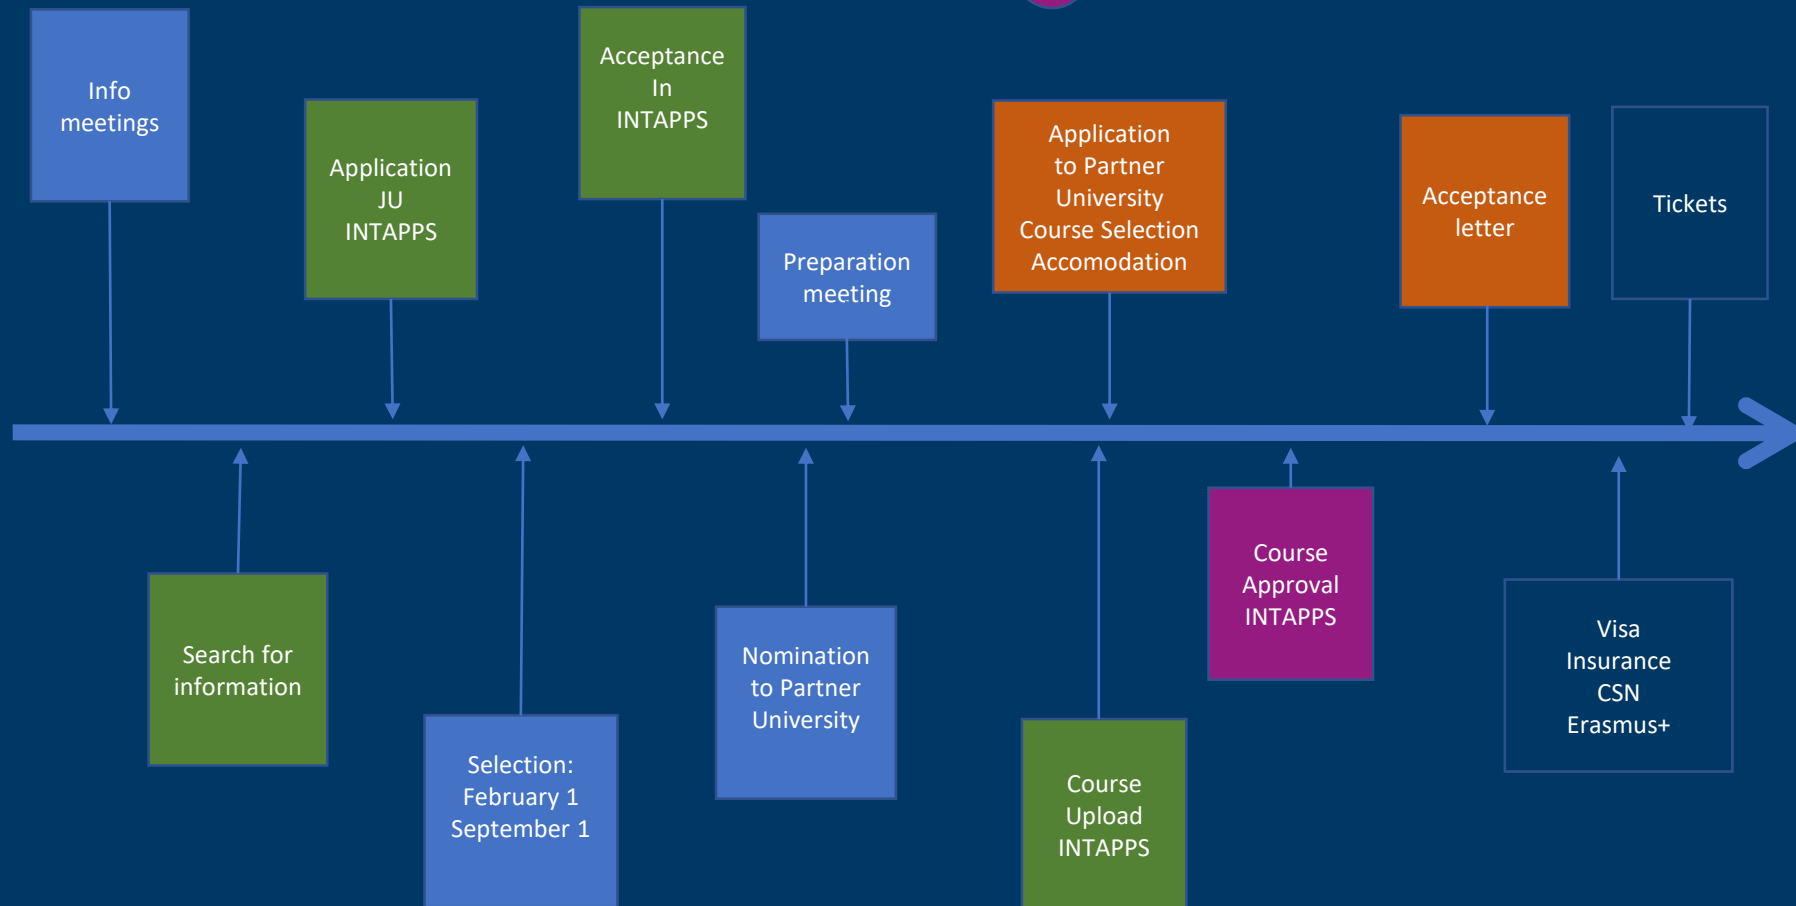 Info
meetings
Application
JU
INTAPPS
Acceptance
In
INTAPPS
Preparation
meeting
Application
to Partner
University
Course Selection
Accomodation
Acceptance
letter
Tickets
Search for
information
Selection:
February 1
September 1
Nomination
to Partner
University
Course
Upload
INTAPPS
Course
Approval
INTAPPS
Visa
Insurance
CSN
Erasmus+